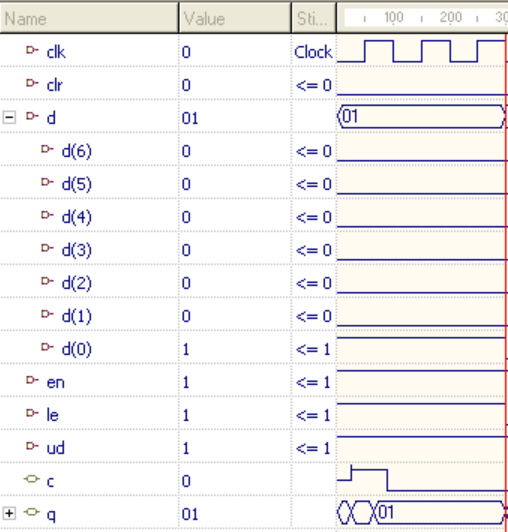 Name Value Sti... 100 200 30
clk 0 Clock
clr 0 <= 0
d 01 01
d(6) 0 <= 0
d(5) 0 <= 0
d(4) 0 <= 0
d(3) 0 <= 0
d(2) 0 <= 0
d(1) 0 <= 0
d(0) 1 <= 1
en 1 <= 1
le 1 <= 1
ud 1 <= 1
c 0
q 01 01